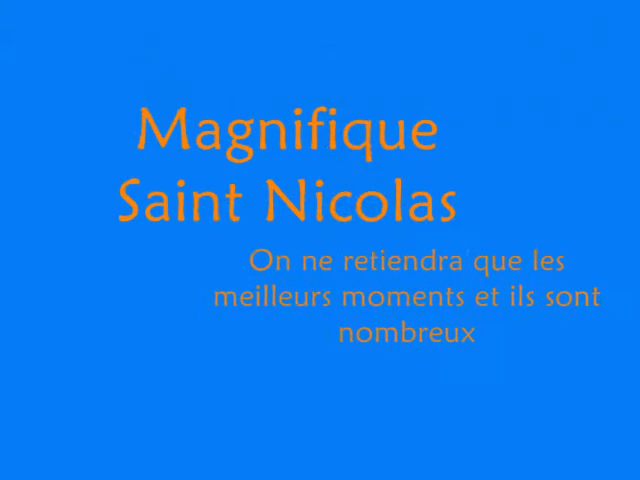 Magnifique
Saint Nicolas
On ne retiendra que les
meilleurs moments et ils sont
nombreux